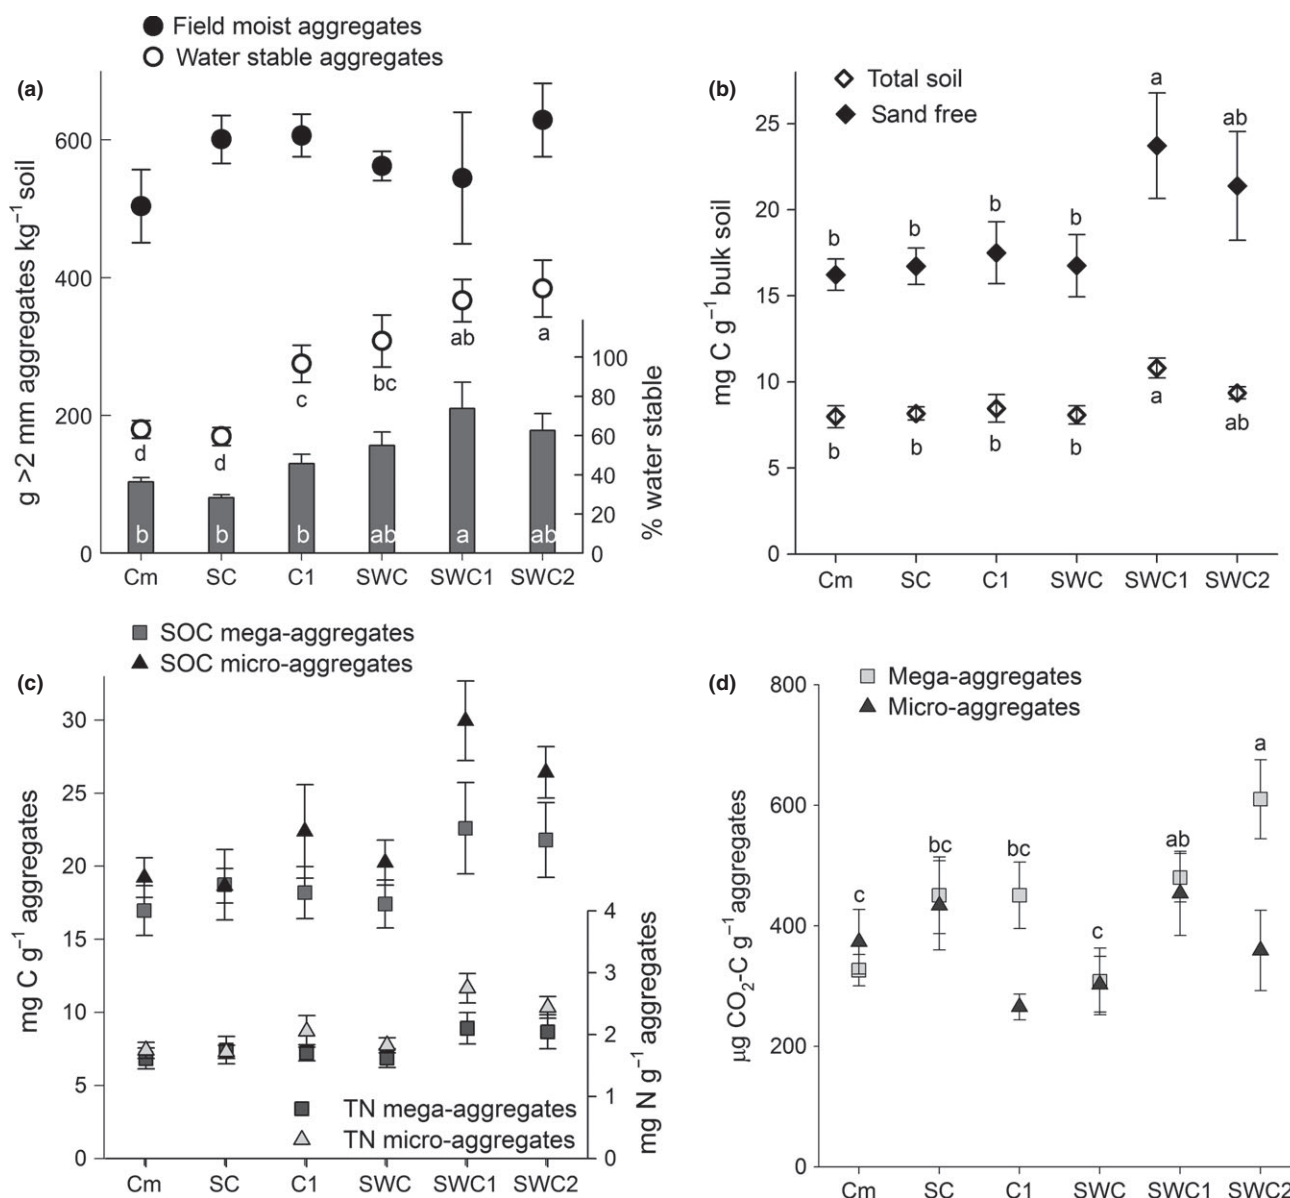 Field moist aggregates
Water stable aggregates
(a)
g >2 mm aggregates kg⁻¹ soil
600
400
200
0
d
d
c
bc
ab
a
b
b
b
ab
a
ab
100
80
60
40
20
0
% water stable
Cm SC C1 SWC SWC1 SWC2
(b)
Total soil
Sand free
mg C g⁻¹ bulk soil
25
20
15
10
5
0
b
b
b
b
a
ab
b
b
b
b
a
ab
Cm SC C1 SWC SWC1 SWC2
SOC mega-aggregates
SOC micro-aggregates
(c)
mg C g⁻¹ aggregates
30
25
20
15
10
5
0
4
3
2
1
0
mg N g⁻¹ aggregates
TN mega-aggregates
TN micro-aggregates
Cm SC C1 SWC SWC1 SWC2
(d)
Mega-aggregates
Micro-aggregates
µg CO₂-C g⁻¹ aggregates
800
600
400
200
0
c
bc
bc
c
ab
a
Cm SC C1 SWC SWC1 SWC2